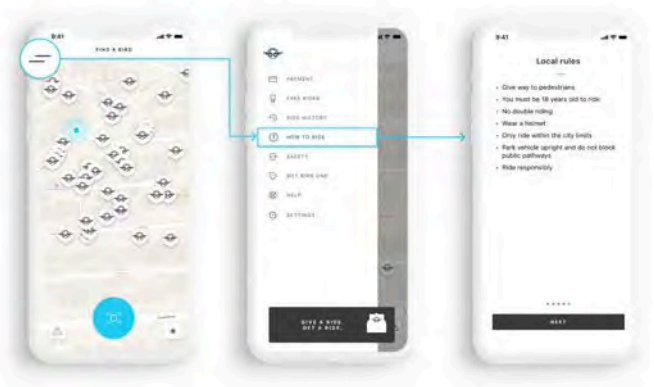 9:41
FIND A BIRD
PAYMENT
FREE RIDES
RIDE HISTORY
HOW TO RIDE
SAFETY
GET BIRD ONE
HELP
SETTINGS
GIVE A RIDE,
GET A RIDE.
9:41
Local rules
• Give way to pedestrians
• You must be 18 years old to ride
• No double riding
• Wear a helmet
• Only ride within the city limits
• Park vehicle upright and do not block
public pathways
• Ride responsibly
NEXT